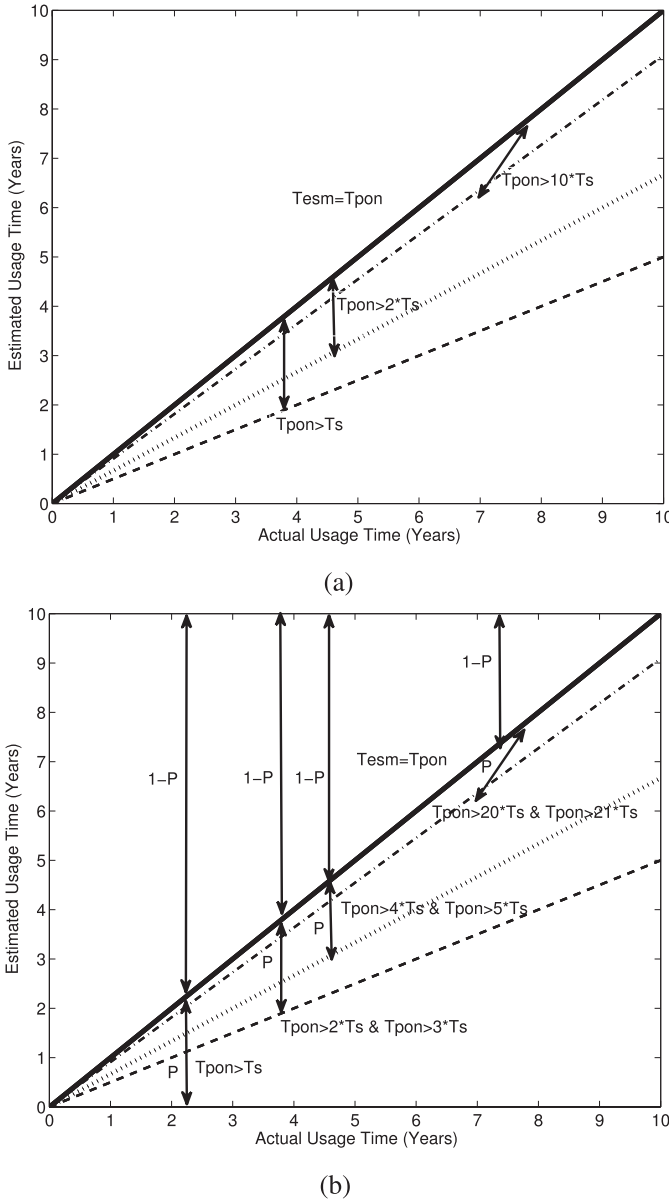 10
9
8
7
6
5
4
3
2
1
0
Estimated Usage Time (Years)
Tpon>10*Ts
Tesm=Tpon
Tpon>2*Ts
Tpon>Ts
0 1 2 3 4 5 6 7 8 9 10
Actual Usage Time (Years)
(a)
10
9
8
7
6
5
4
3
2
1
0
Estimated Usage Time (Years)
1−P
Tesm=Tpon
P
1−P 1−P 1−P
Tpon>20*Ts & Tpon>21*Ts
Tpon>4*Ts & Tpon>5*Ts
P
P
Tpon>2*Ts & Tpon>3*Ts
P Tpon>Ts
0 1 2 3 4 5 6 7 8 9 10
Actual Usage Time (Years)
(b)